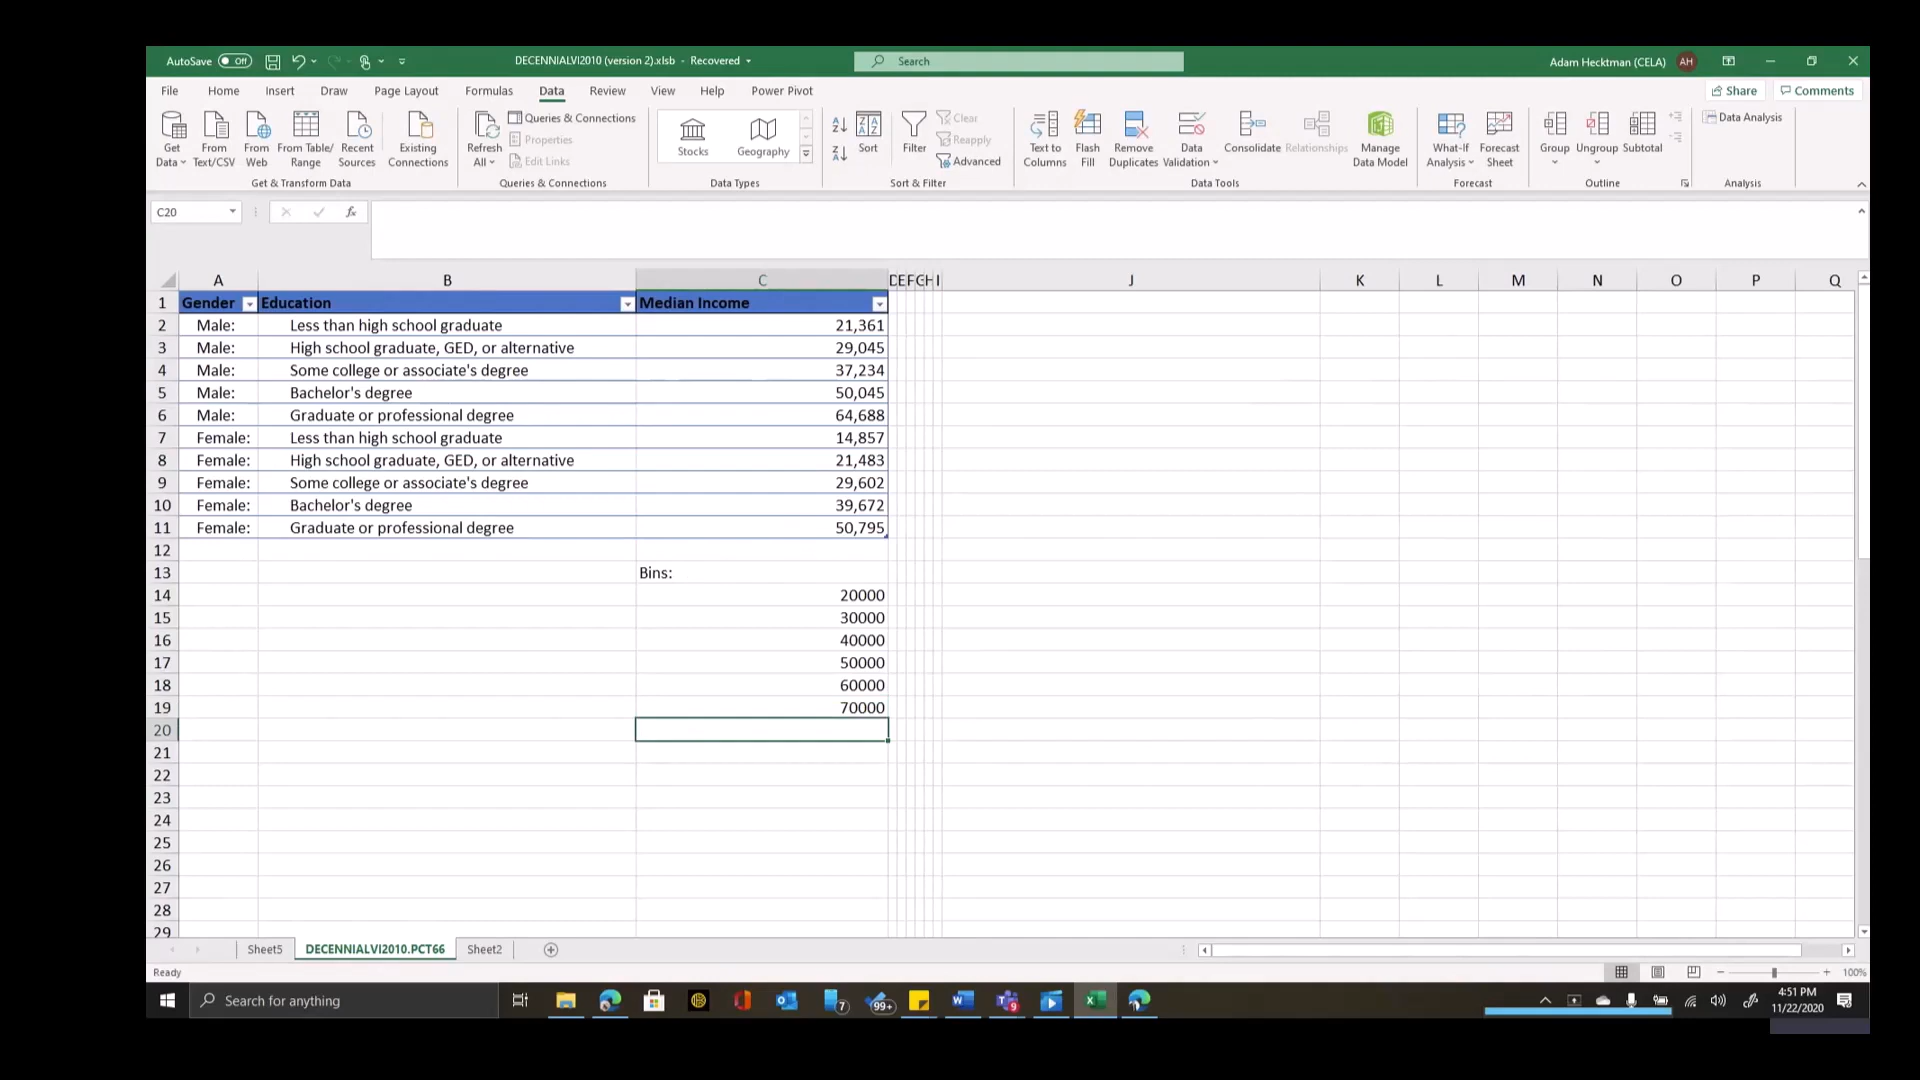 AutoSave Off DECENNIALVI2010 (version 2).xlsb - Recovered Search Adam Hecktman (CELA) AH
File Home Insert Draw Page Layout Formulas Data Review View Help Power Pivot Share Comments
Get Data From Text/CSV From Web From Table/ Range Recent Sources Existing Connections
Get & Transform Data
Refresh All Queries & Connections Properties Edit Links
Queries & Connections
Stocks Geography
Data Types
Sort Filter Clear Reapply Advanced
Sort & Filter
Text to Columns Flash Fill Remove Duplicates Data Validation Consolidate Relationships Manage Data Model
Data Tools
What-If Analysis Forecast Sheet
Forecast
Group Ungroup Subtotal
Outline
Data Analysis
Analysis
C20 fx
A B C D E F G H I J K L M N O P Q
1 Gender Education Median Income
2 Male: Less than high school graduate 21,361
3 Male: High school graduate, GED, or alternative 29,045
4 Male: Some college or associate's degree 37,234
5 Male: Bachelor's degree 50,045
6 Male: Graduate or professional degree 64,688
7 Female: Less than high school graduate 14,857
8 Female: High school graduate, GED, or alternative 21,483
9 Female: Some college or associate's degree 29,602
10 Female: Bachelor's degree 39,672
11 Female: Graduate or professional degree 50,795
12
13 Bins:
14 20000
15 30000
16 40000
17 50000
18 60000
19 70000
20
21
22
23
24
25
26
27
28
29
Sheet5 DECENNIALVI2010.PCT66 Sheet2
Ready 100%
Search for anything 7 99+ 9 4:51 PM
11/22/2020